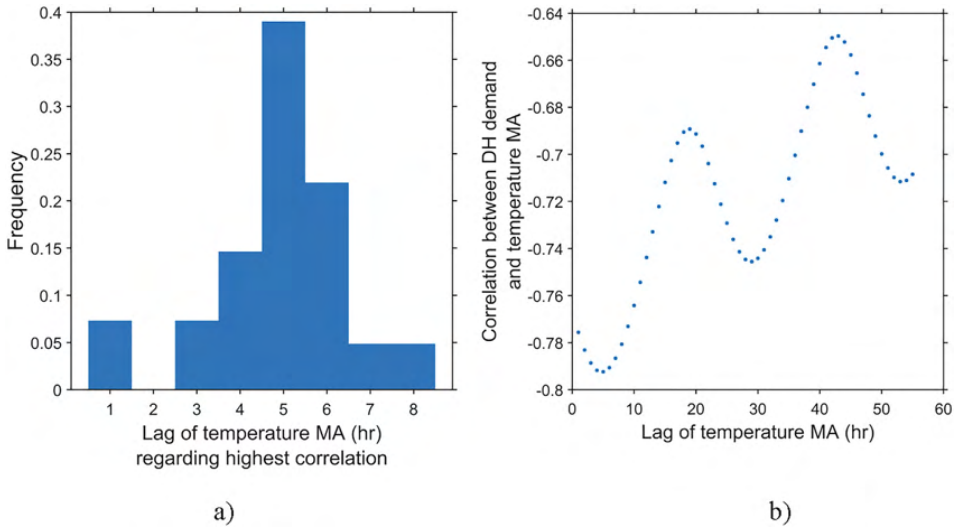 0.4
0.35
0.3
0.25
0.2
0.15
0.1
0.05
0
Frequency
1 2 3 4 5 6 7 8
Lag of temperature MA (hr)
regarding highest correlation
a)
-0.64
-0.66
-0.68
-0.7
-0.72
-0.74
-0.76
-0.78
-0.8
Correlation between DH demand
and temperature MA
0 10 20 30 40 50 60
Lag of temperature MA (hr)
b)